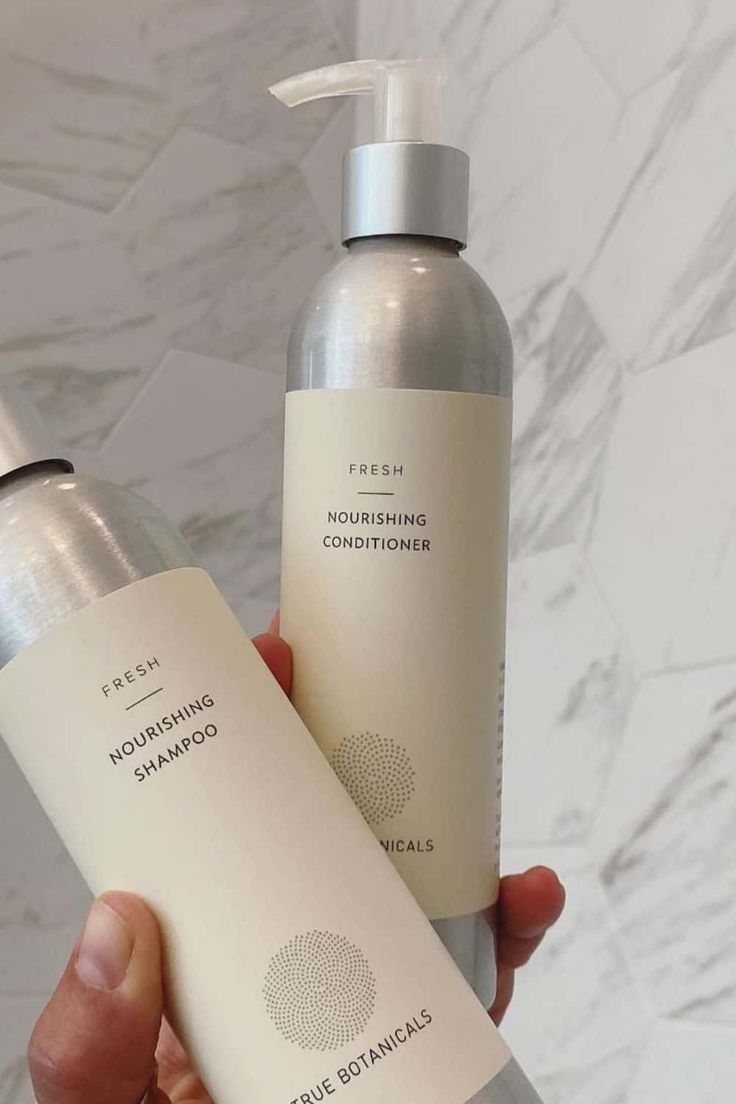 FRESH
NOURISHING
CONDITIONER
NICALS
FRESH
NOURISHING
SHAMPOO
TRUE BOTANICALS